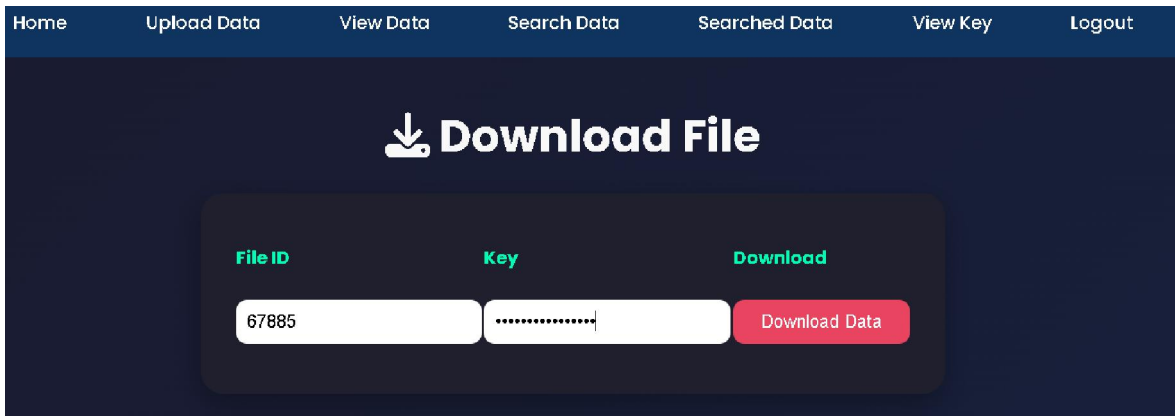 Home Upload Data View Data Search Data Searched Data View Key Logout
Download File
File ID Key Download
67885 •••••••••••••••• Download Data